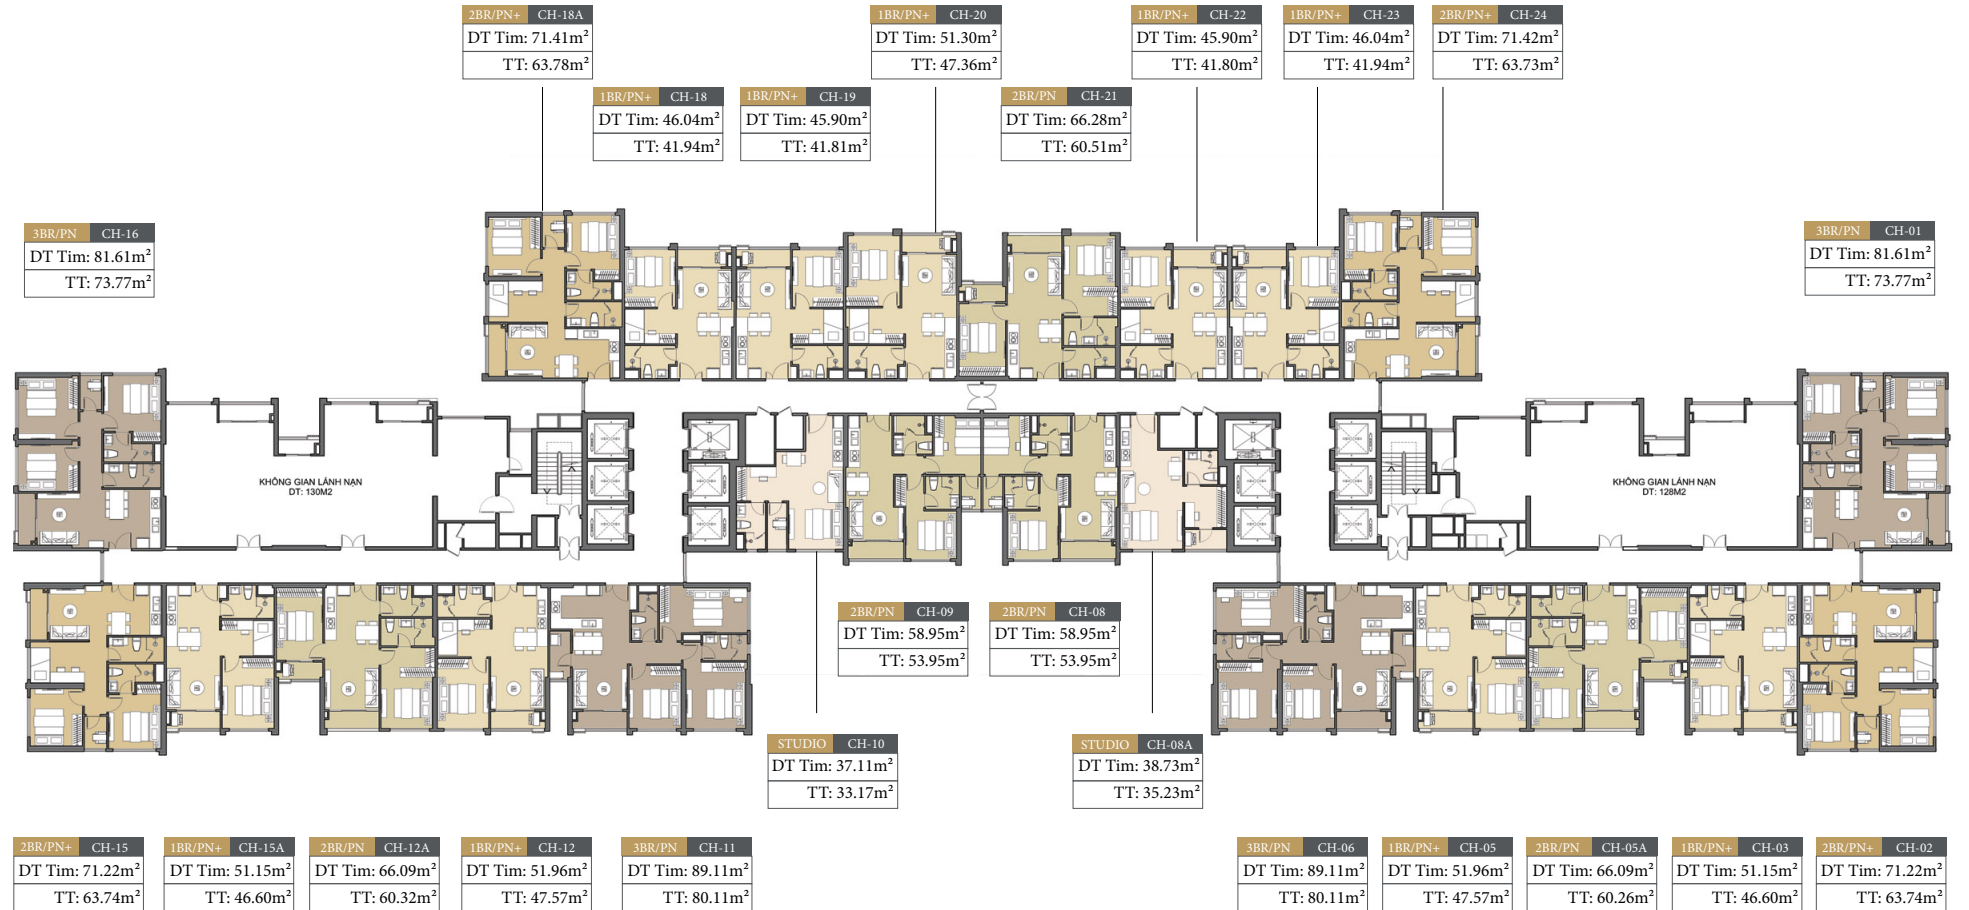 2BR/PN+ CH-18A
DT Tim: 71.41m²
TT: 63.78m²
1BR/PN+ CH-20
DT Tim: 51.30m²
TT: 47.36m²
1BR/PN+ CH-22
DT Tim: 45.90m²
TT: 41.80m²
1BR/PN+ CH-23
DT Tim: 46.04m²
TT: 41.94m²
2BR/PN+ CH-24
DT Tim: 71.42m²
TT: 63.73m²
1BR/PN+ CH-18
DT Tim: 46.04m²
TT: 41.94m²
1BR/PN+ CH-19
DT Tim: 45.90m²
TT: 41.81m²
2BR/PN CH-21
DT Tim: 66.28m²
TT: 60.51m²
3BR/PN CH-16
DT Tim: 81.61m²
TT: 73.77m²
3BR/PN CH-01
DT Tim: 81.61m²
TT: 73.77m²
KHÔNG GIAN LÁNH NẠN
DT: 130M2
KHÔNG GIAN LÁNH NẠN
DT: 128M2
2BR/PN CH-09
DT Tim: 58.95m²
TT: 53.95m²
2BR/PN CH-08
DT Tim: 58.95m²
TT: 53.95m²
STUDIO CH-10
DT Tim: 37.11m²
TT: 33.17m²
STUDIO CH-08A
DT Tim: 38.73m²
TT: 35.23m²
2BR/PN+ CH-15
DT Tim: 71.22m²
TT: 63.74m²
1BR/PN+ CH-15A
DT Tim: 51.15m²
TT: 46.60m²
2BR/PN CH-12A
DT Tim: 66.09m²
TT: 60.32m²
1BR/PN+ CH-12
DT Tim: 51.96m²
TT: 47.57m²
3BR/PN CH-11
DT Tim: 89.11m²
TT: 80.11m²
3BR/PN CH-06
DT Tim: 89.11m²
TT: 80.11m²
1BR/PN+ CH-05
DT Tim: 51.96m²
TT: 47.57m²
2BR/PN CH-05A
DT Tim: 66.09m²
TT: 60.26m²
1BR/PN+ CH-03
DT Tim: 51.15m²
TT: 46.60m²
2BR/PN+ CH-02
DT Tim: 71.22m²
TT: 63.74m²